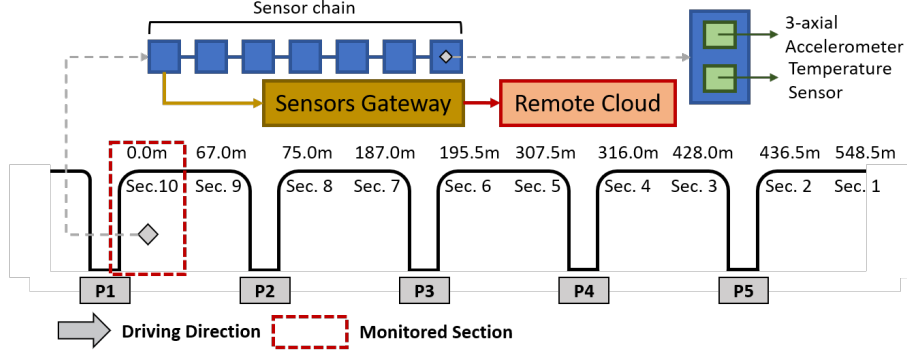 Sensor chain
3-axial
Accelerometer
Temperature
Sensor
Sensors Gateway
Remote Cloud
0.0m 67.0m 75.0m 187.0m 195.5m 307.5m 316.0m 428.0m 436.5m 548.5m
Sec.10 Sec. 9 Sec. 8 Sec. 7 Sec. 6 Sec. 5 Sec. 4 Sec. 3 Sec. 2 Sec. 1
P1 P2 P3 P4 P5
Driving Direction Monitored Section